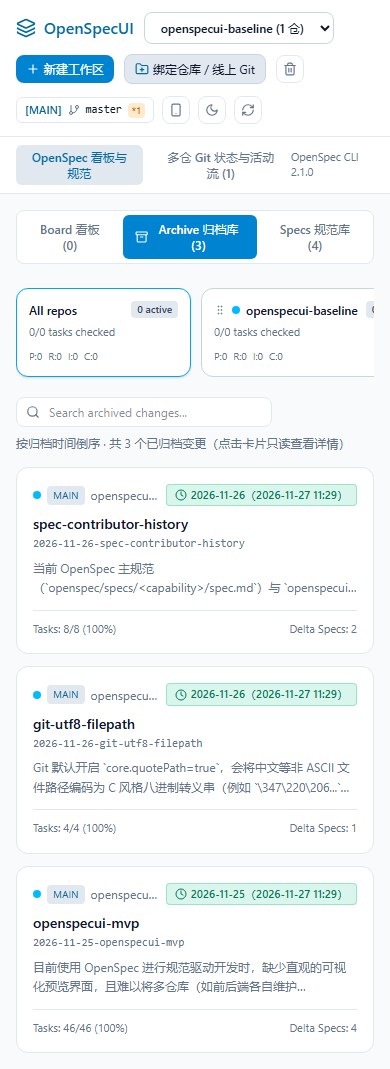 OpenSpecUI
openspecui-baseline (1 仓)
新建工作区
绑定仓库 / 线上 Git
[MAIN] master *1
OpenSpec 看板与
规范
多仓 Git 状态与活动
流 (1)
OpenSpec CLI
2.1.0
Board 看板
(0)
Archive 归档库
(3)
Specs 规范库
(4)
All repos
0 active
0/0 tasks checked
P:0 R:0 I:0 C:0
openspecui-baseline
0/0 tasks checked
P:0 R:0 I:0 C:0
Search archived changes...
按归档时间倒序 · 共 3 个已归档变更（点击卡片只读查看详情）
MAIN openspecu... 2026-11-26（2026-11-27 11:29）
spec-contributor-history
2026-11-26-spec-contributor-history
当前 OpenSpec 主规范
（`openspec/specs/<capability>/spec.md`）与 `openspecui...
Tasks: 8/8 (100%)
Delta Specs: 2
MAIN openspecu... 2026-11-26（2026-11-27 11:29）
git-utf8-filepath
2026-11-26-git-utf8-filepath
Git 默认开启 `core.quotePath=true`，会将中文等非 ASCII 文
件路径编码为 C 风格八进制转义串（例如 `\347\220\206...`...
Tasks: 4/4 (100%)
Delta Specs: 1
MAIN openspecu... 2026-11-25（2026-11-27 11:29）
openspecui-mvp
2026-11-25-openspecui-mvp
目前使用 OpenSpec 进行规范驱动开发时，缺少直观的可视
化预览界面，且难以将多仓库（如前后端各自维护...
Tasks: 46/46 (100%)
Delta Specs: 4